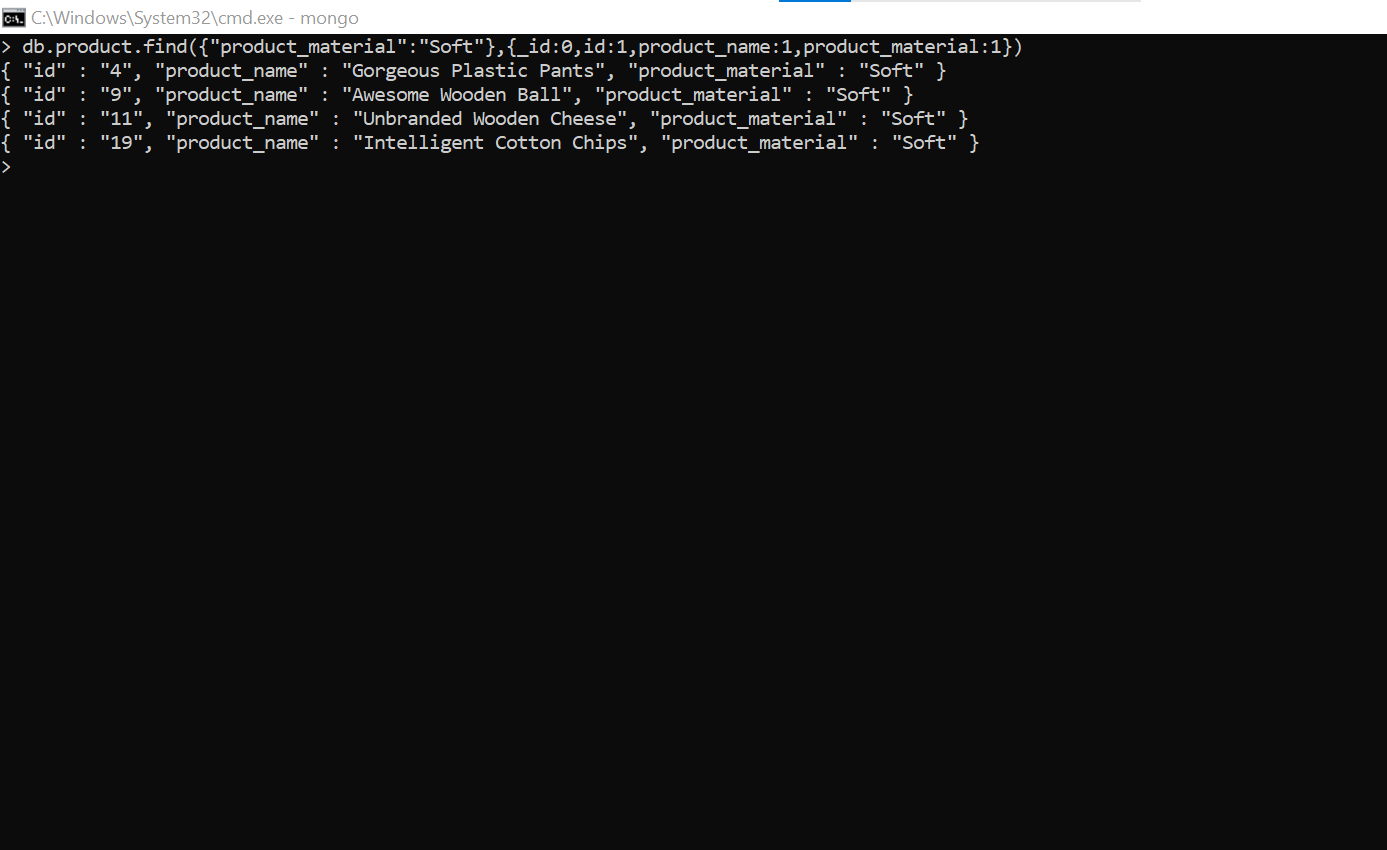 C:\Windows\System32\cmd.exe - mongo
> db.product.find({"product_material":"Soft"},{_id:0,id:1,product_name:1,product_material:1})
{ "id" : "4", "product_name" : "Gorgeous Plastic Pants", "product_material" : "Soft" }
{ "id" : "9", "product_name" : "Awesome Wooden Ball", "product_material" : "Soft" }
{ "id" : "11", "product_name" : "Unbranded Wooden Cheese", "product_material" : "Soft" }
{ "id" : "19", "product_name" : "Intelligent Cotton Chips", "product_material" : "Soft" }
>